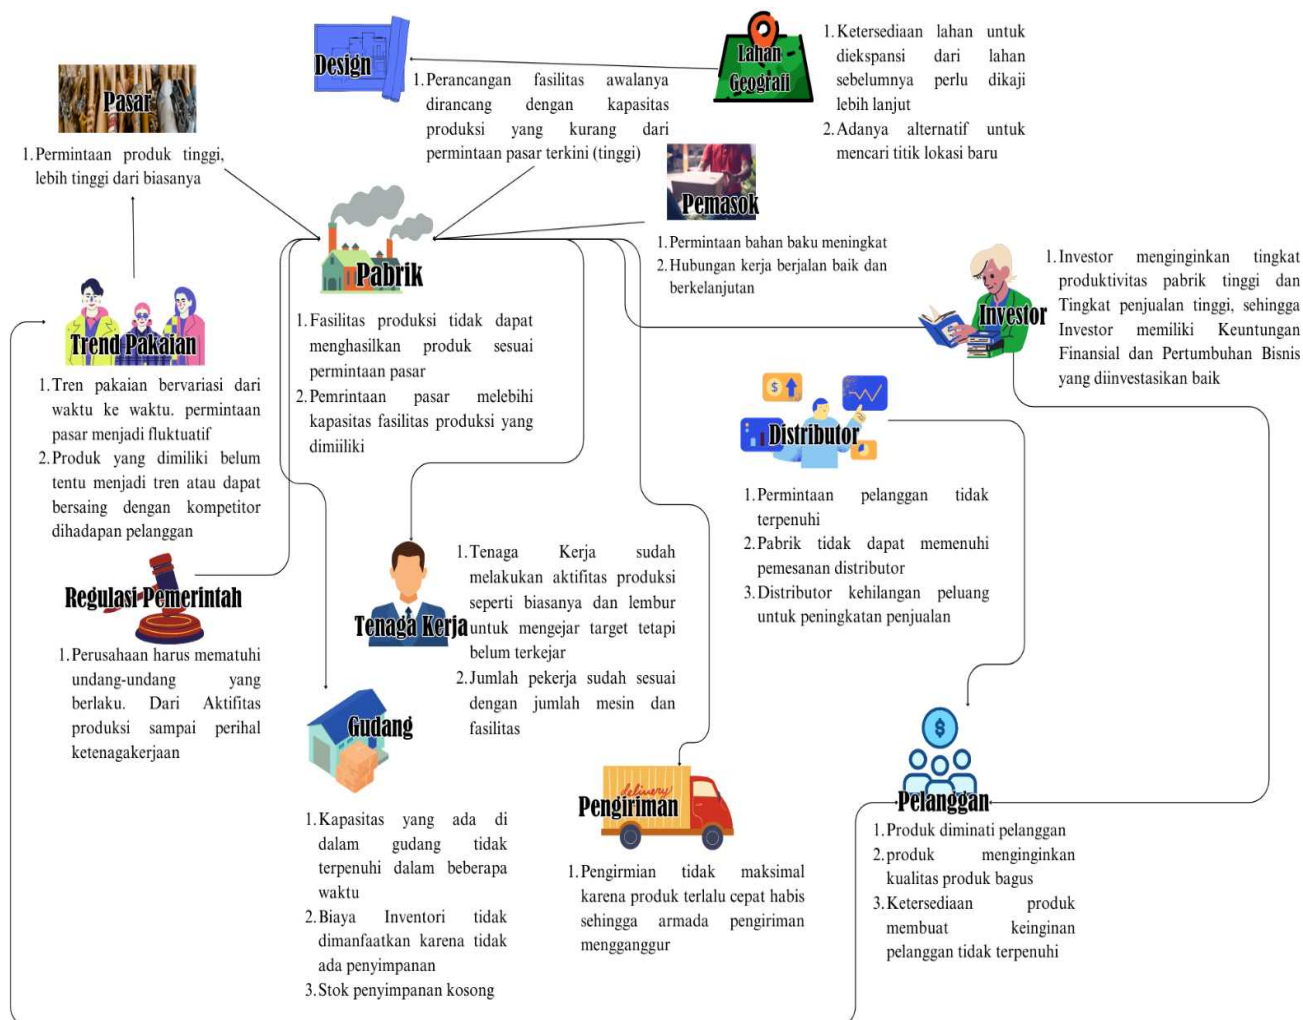 Pasar
1. Permintaan produk tinggi,
lebih tinggi dari biasanya
Design
1. Perancangan fasilitas awalanya
dirancang dengan kapasitas
produksi yang kurang dari
permintaan pasar terkini (tinggi)
Lahan
Geografi
1. Ketersediaan lahan untuk
diekspansi dari lahan
sebelumnya perlu dikaji
lebih lanjut
2. Adanya alternatif untuk
mencari titik lokasi baru
Pemasok
1. Permintaan bahan baku meningkat
2. Hubungan kerja berjalan baik dan
berkelanjutan
Pabrik
1. Fasilitas produksi tidak dapat
menghasilkan produk sesuai
permintaan pasar
2. Pemrintaan pasar melebihi
kapasitas fasilitas produksi yang
dimiiliki
Investor
1. Investor menginginkan tingkat
produktivitas pabrik tinggi dan
Tingkat penjualan tinggi, sehingga
Investor memiliki Keuntungan
Finansial dan Pertumbuhan Bisnis
yang diinvestasikan baik
Trend Pakaian
1. Tren pakaian bervariasi dari
waktu ke waktu. permintaan
pasar menjadi fluktuatif
2. Produk yang dimiliki belum
tentu menjadi tren atau dapat
bersaing dengan kompetitor
dihadapan pelanggan
Distributor
1. Permintaan pelanggan tidak
terpenuhi
2. Pabrik tidak dapat memenuhi
pemesanan distributor
3. Distributor kehilangan peluang
untuk peningkatan penjualan
Regulasi Pemerintah
1. Perusahaan harus mematuhi
undang-undang yang
berlaku. Dari Aktifitas
produksi sampai perihal
ketenagakerjaan
Tenaga Kerja
1. Tenaga Kerja sudah
melakukan aktifitas produksi
seperti biasanya dan lembur
untuk mengejar target tetapi
belum terkejar
2. Jumlah pekerja sudah sesuai
dengan jumlah mesin dan
fasilitas
Gudang
1. Kapasitas yang ada di
dalam gudang tidak
terpenuhi dalam beberapa
waktu
2. Biaya Inventori tidak
dimanfaatkan karena tidak
ada penyimpanan
3. Stok penyimpanan kosong
delivery
Pengiriman
1. Pengirmian tidak maksimal
karena produk terlalu cepat habis
sehingga armada pengiriman
mengganggur
$
Pelanggan
1. Produk diminati pelanggan
2. produk menginginkan
kualitas produk bagus
3. Ketersediaan produk
membuat keinginan
pelanggan tidak terpenuhi